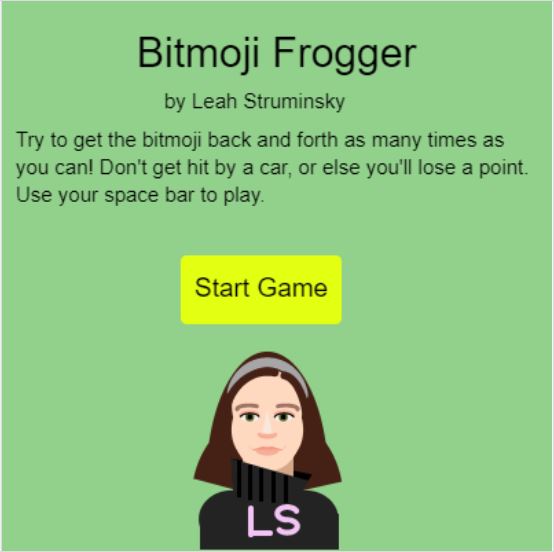 Bitmoji Frogger
by Leah Struminsky
Try to get the bitmoji back and forth as many times as
you can! Don't get hit by a car, or else you'll lose a point.
Use your space bar to play.
Start Game
LS